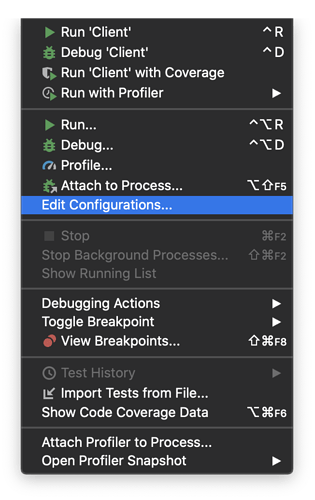 Run 'Client' ^R
Debug 'Client' ^D
Run 'Client' with Coverage
Run with Profiler
Run... ^⌥R
Debug... ^⌥D
Profile...
Attach to Process... ⌥⇧F5
Edit Configurations...
Stop ⌘F2
Stop Background Processes... ⇧⌘F2
Show Running List
Debugging Actions
Toggle Breakpoint
View Breakpoints... ⇧⌘F8
Test History
Import Tests from File...
Show Code Coverage Data ⌥⌘F6
Attach Profiler to Process...
Open Profiler Snapshot